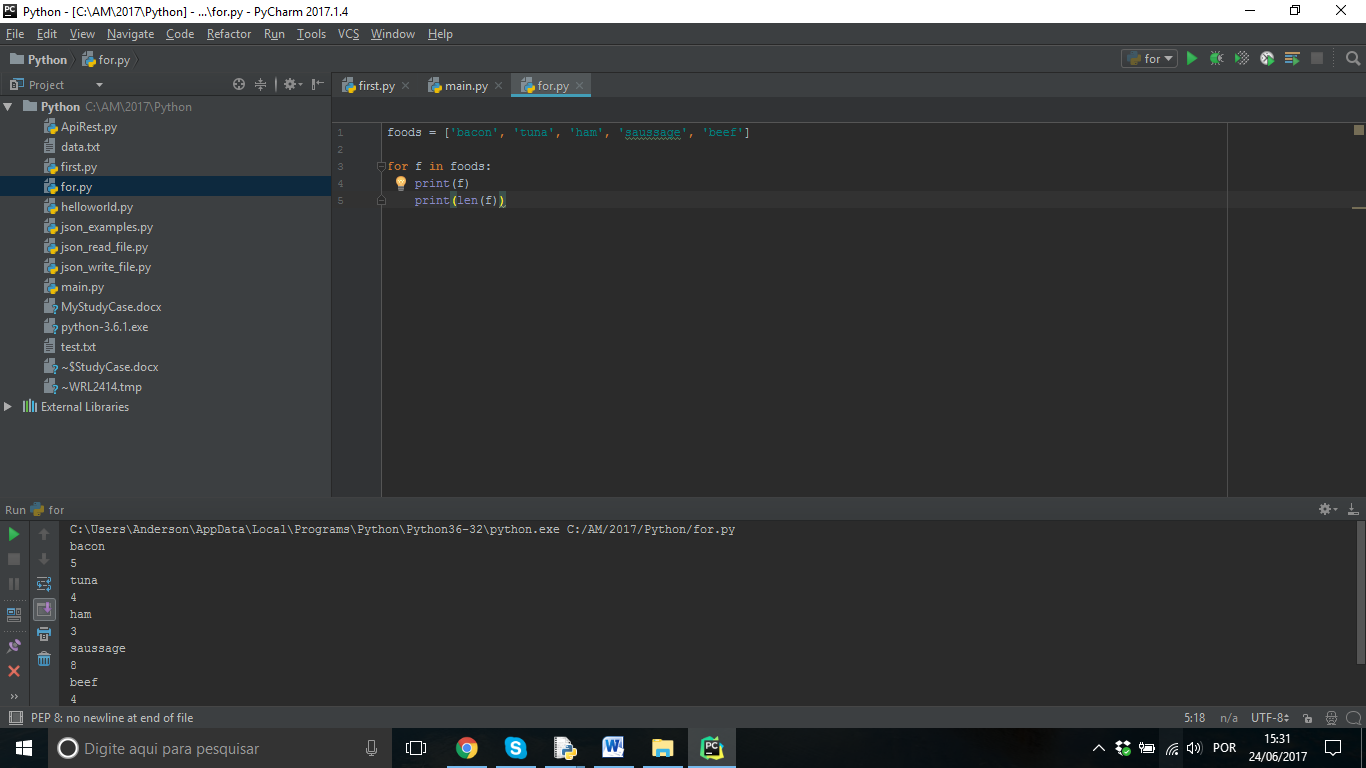 Python - [C:\AM\2017\Python] - ...\for.py - PyCharm 2017.1.4
File Edit View Navigate Code Refactor Run Tools VCS Window Help
Python for.py for
Project first.py main.py for.py
Python C:\AM\2017\Python
ApiRest.py
data.txt
first.py
for.py
helloworld.py
json_examples.py
json_read_file.py
json_write_file.py
main.py
MyStudyCase.docx
python-3.6.1.exe
test.txt
~$StudyCase.docx
~WRL2414.tmp
External Libraries
1 foods = ['bacon', 'tuna', 'ham', 'saussage', 'beef']
2
3 for f in foods:
4 print(f)
5 print(len(f))
Run for
C:\Users\Anderson\AppData\Local\Programs\Python\Python36-32\python.exe C:/AM/2017/Python/for.py
bacon
5
tuna
4
ham
3
saussage
8
beef
4
PEP 8: no newline at end of file 5:18 n/a UTF-8
Digite aqui para pesquisar POR 15:31
24/06/2017